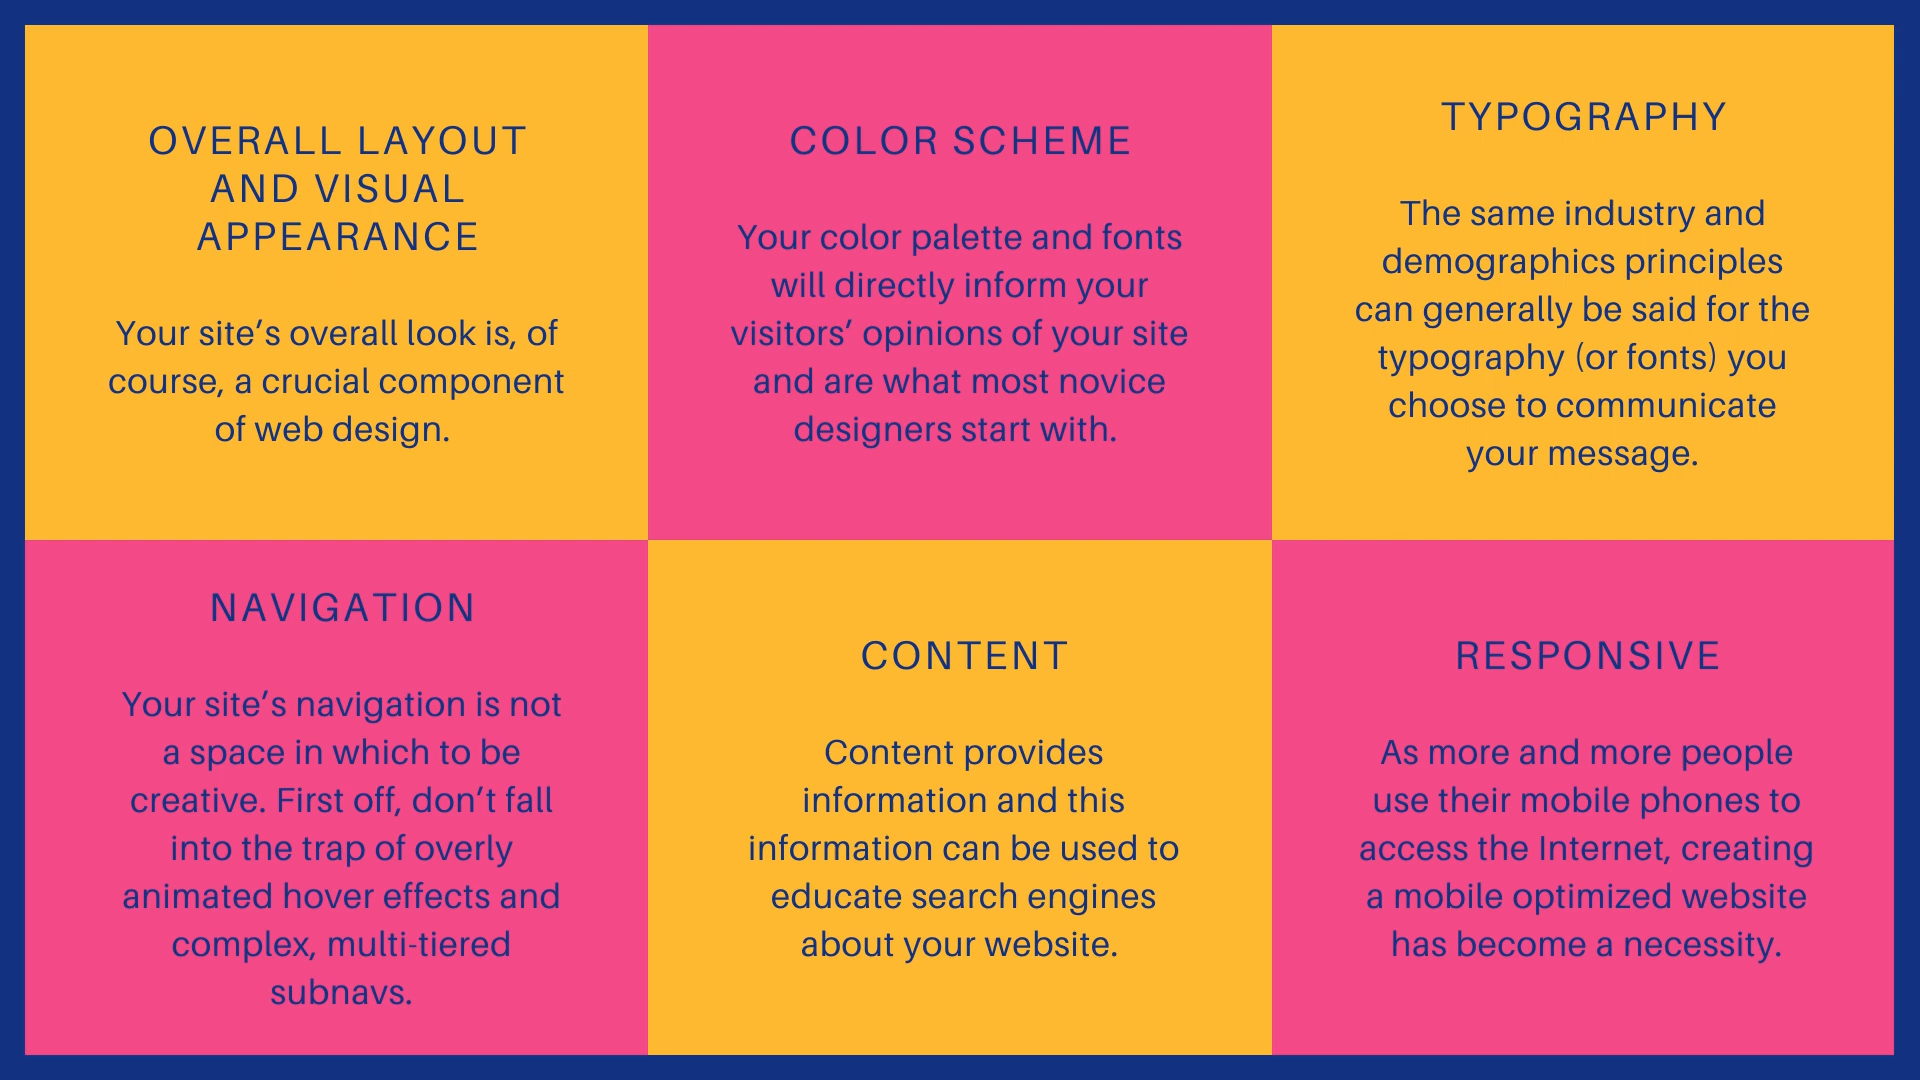 OVERALL LAYOUT
AND VISUAL
APPEARANCE
Your site’s overall look is, of
course, a crucial component
of web design.
COLOR SCHEME
Your color palette and fonts
will directly inform your
visitors’ opinions of your site
and are what most novice
designers start with.
TYPOGRAPHY
The same industry and
demographics principles
can generally be said for the
typography (or fonts) you
choose to communicate
your message.
NAVIGATION
Your site’s navigation is not
a space in which to be
creative. First off, don’t fall
into the trap of overly
animated hover effects and
complex, multi-tiered
subnavs.
CONTENT
Content provides
information and this
information can be used to
educate search engines
about your website.
RESPONSIVE
As more and more people
use their mobile phones to
access the Internet, creating
a mobile optimized website
has become a necessity.